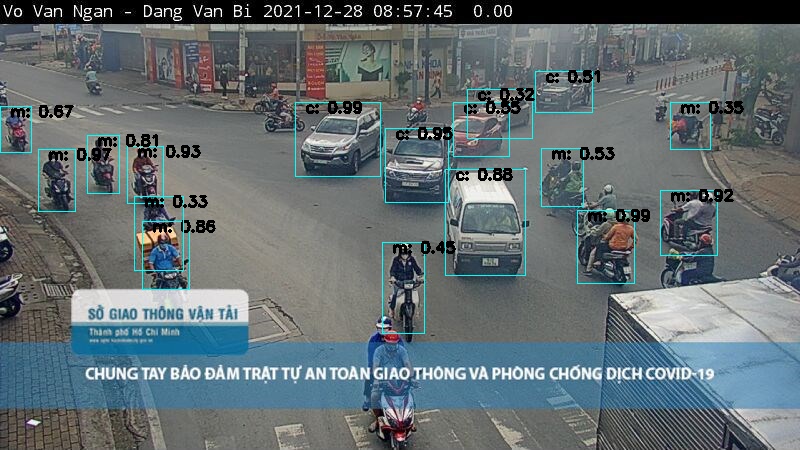 Vo Van Ngan - Dang Van Bi 2021-12-28 08:57:45 0.00
c: 0.51
c: 0.32
c: 0.99
c: 0.55
m: 0.67
m: 0.35
c: 0.95
m: 0.81
m: 0.97
m: 0.93
m: 0.53
c: 0.88
m: 0.33
m: 0.92
m: 0.86
m: 0.99
m: 0.45
SỞ GIAO THÔNG VẬN TẢI
Thành phố Hồ Chí Minh
CHUNG TAY BẢO ĐẢM TRẬT TỰ AN TOÀN GIAO THÔNG VÀ PHÒNG CHỐNG DỊCH COVID-19